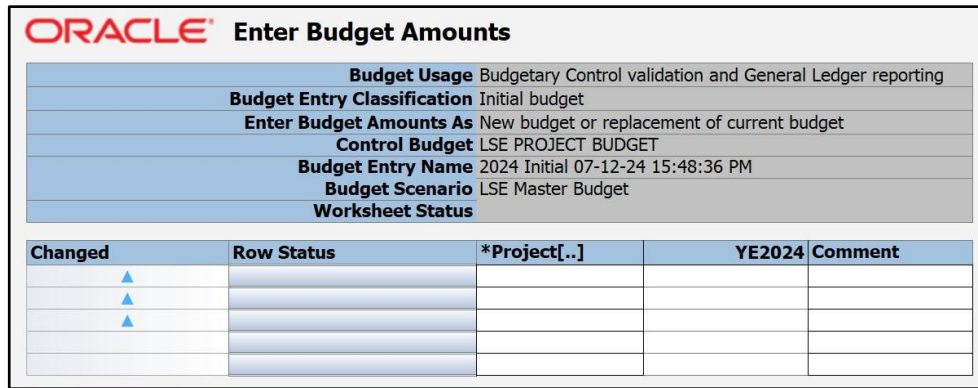 ORACLE Enter Budget Amounts
Budget Usage Budgetary Control validation and General Ledger reporting
Budget Entry Classification Initial budget
Enter Budget Amounts As New budget or replacement of current budget
Control Budget LSE PROJECT BUDGET
Budget Entry Name 2024 Initial 07-12-24 15:48:36 PM
Budget Scenario LSE Master Budget
Worksheet Status
Changed Row Status *Project[..] YE2024 Comment